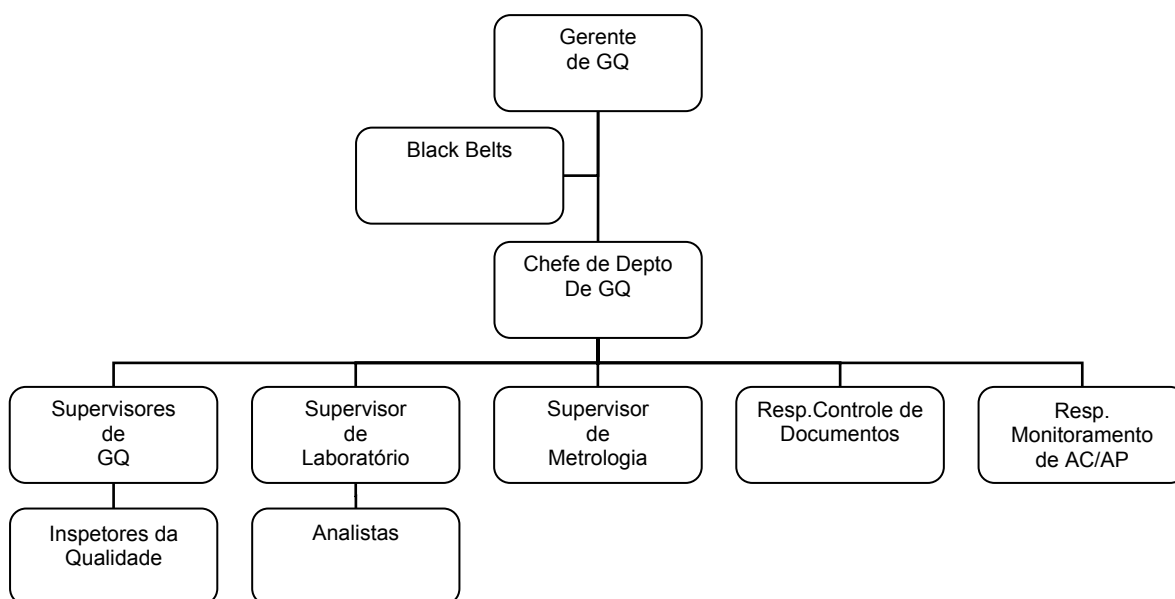 Gerente
de GQ
Black Belts
Chefe de Depto
De GQ
Supervisores
de
GQ
Supervisor
de
Laboratório
Supervisor
de
Metrologia
Resp.Controle de
Documentos
Resp.
Monitoramento
de AC/AP
Inspetores da
Qualidade
Analistas